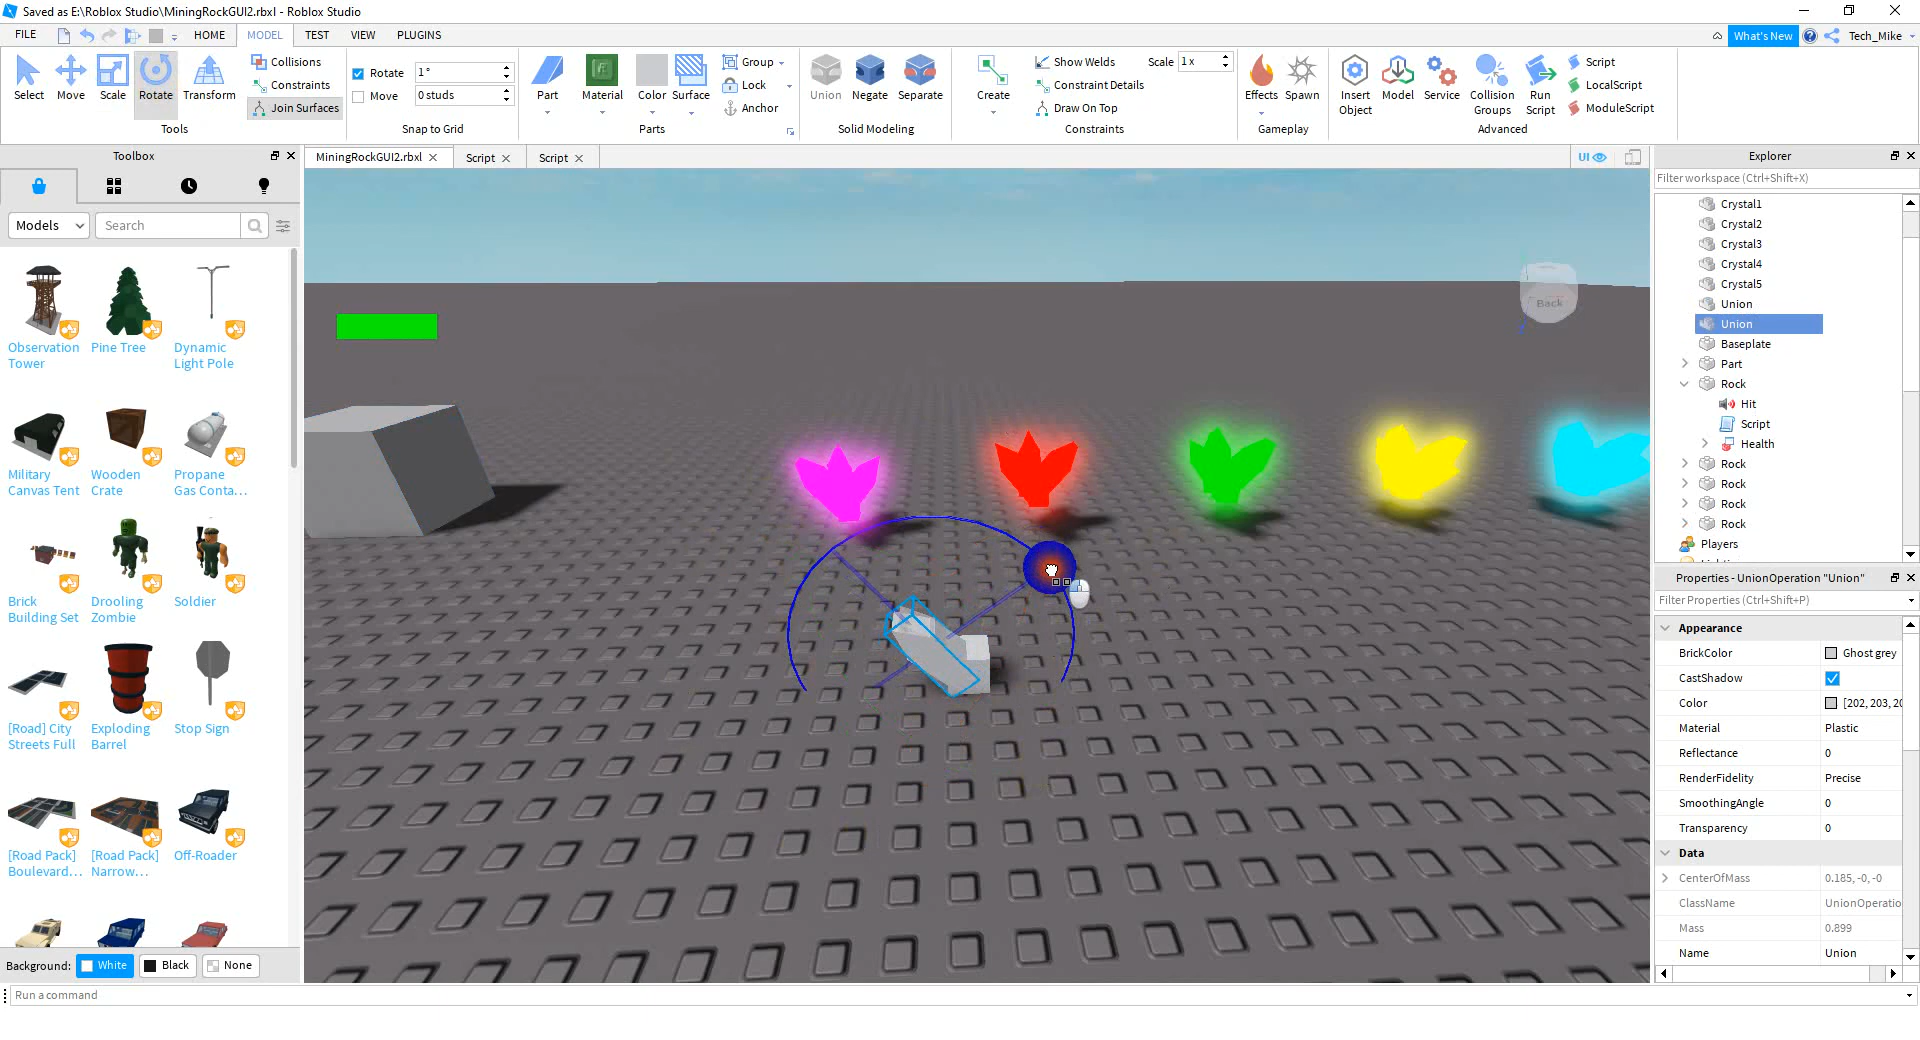 Saved as E:\Roblox Studio\MiningRockGUI2.rbxl - Roblox Studio
FILE HOME MODEL TEST VIEW PLUGINS What's New Tech_Mike
Select Move Scale Rotate Transform
Collisions
Constraints
Join Surfaces
Tools
Rotate 1°
Move 0 studs
Snap to Grid
Part Material Color Surface
Group
Lock
Anchor
Parts
Union Negate Separate
Solid Modeling
Create
Show Welds Scale 1 x
Constraint Details
Draw On Top
Constraints
Effects Spawn
Gameplay
Insert Object
Model
Service
Collision Groups
Run Script
Script
LocalScript
ModuleScript
Advanced
Toolbox
Models Search
Observation Tower
Pine Tree
Dynamic Light Pole
Military Canvas Tent
Wooden Crate
Propane Gas Conta...
Brick Building Set
Drooling Zombie
Soldier
[Road] City Streets Full
Exploding Barrel
Stop Sign
[Road Pack] Boulevard...
[Road Pack] Narrow...
Off-Roader
Background: White Black None
MiningRockGUI2.rbxl Script Script UI
Back
Explorer
Filter workspace (Ctrl+Shift+X)
Crystal1
Crystal2
Crystal3
Crystal4
Crystal5
Union
Union
Baseplate
Part
Rock
Hit
Script
Health
Rock
Rock
Rock
Rock
Players
Properties - UnionOperation "Union"
Filter Properties (Ctrl+Shift+P)
Appearance
BrickColor Ghost grey
CastShadow
Color [202, 203, 20
Material Plastic
Reflectance 0
RenderFidelity Precise
SmoothingAngle 0
Transparency 0
Data
CenterOfMass 0.185, -0, -0
ClassName UnionOperatio
Mass 0.899
Name Union
Run a command